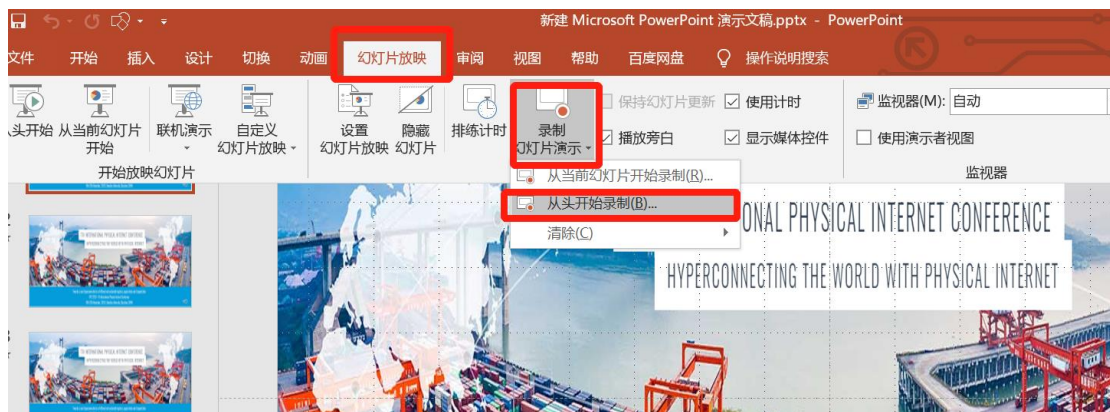 新建 Microsoft PowerPoint 演示文稿.pptx - PowerPoint
文件 开始 插入 设计 切换 动画 幻灯片放映 审阅 视图 帮助 百度网盘 操作说明搜索
从头开始 从当前幻灯片 联机演示 自定义 设置 隐藏 排练计时 录制 保持幻灯片更新 使用计时 监视器(M): 自动
开始 幻灯片放映 幻灯片放映 幻灯片 幻灯片演示 播放旁白 显示媒体控件 使用演示者视图
开始放映幻灯片 监视器
从当前幻灯片开始录制(R)...
从头开始录制(B)...
清除(C)
ONAL PHYSICAL INTERNET CONFERENCE
HYPERCONNECTING THE WORLD WITH PHYSICAL INTERNET